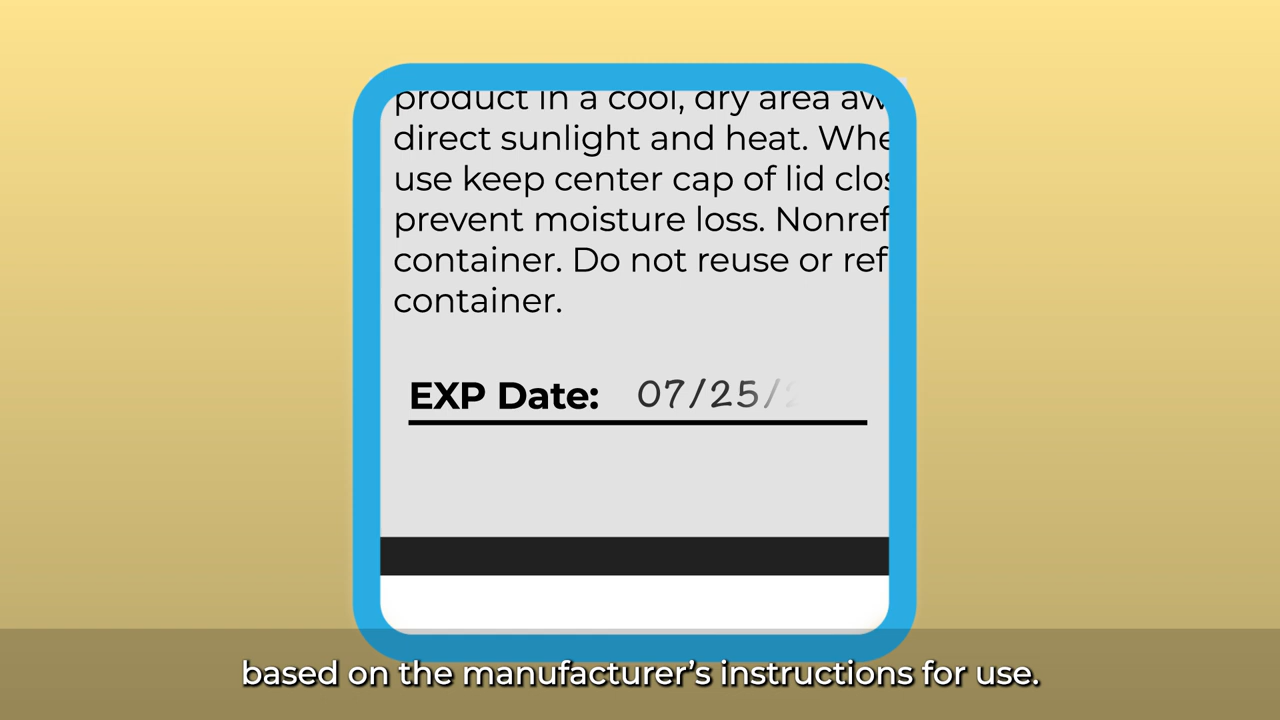 product in a cool, dry area aw
direct sunlight and heat. Whe
use keep center cap of lid clos
prevent moisture loss. Nonref
container. Do not reuse or ref
container.
EXP Date: 07/25/2
based on the manufacturer’s instructions for use.